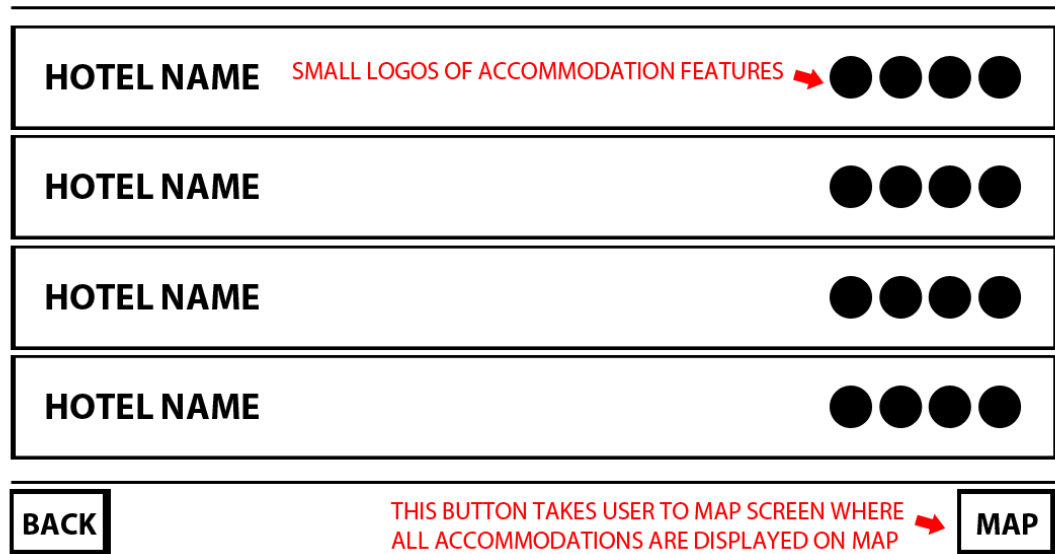 HOTEL NAME SMALL LOGOS OF ACCOMMODATION FEATURES
HOTEL NAME
HOTEL NAME
HOTEL NAME
BACK
THIS BUTTON TAKES USER TO MAP SCREEN WHERE
ALL ACCOMMODATIONS ARE DISPLAYED ON MAP
MAP